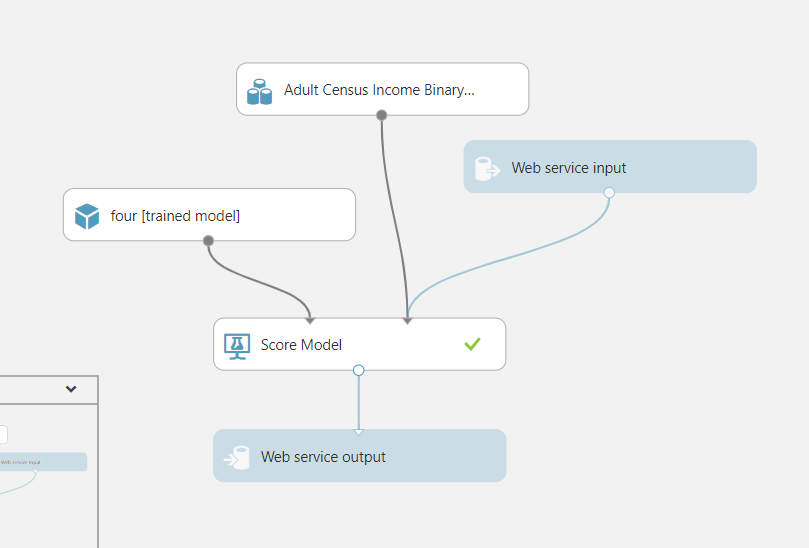 Adult Census Income Binary...
Web service input
four [trained model]
Score Model
Web service input
Web service output